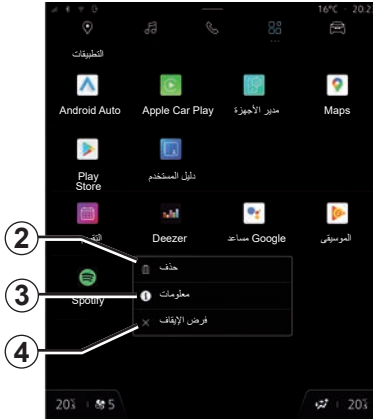 16°C 20:2
التطبيقات
Android Auto
Apple Car Play
مدير الأجهزة
Maps
Play
Store
دليل المستخدم
Deezer
مساعد Google
الموسيقى
Spotify
2 حذف
3 معلومات
4 فرض الإيقاف
20 5 20